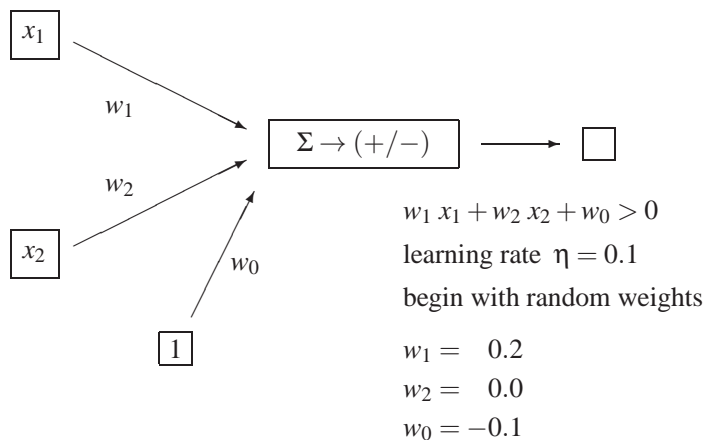 x₁
w₁
Σ → (+/−)
w₂
w₁ x₁ + w₂ x₂ + w₀ > 0
x₂
w₀
learning rate η = 0.1
begin with random weights
1
w₁ = 0.2
w₂ = 0.0
w₀ = −0.1